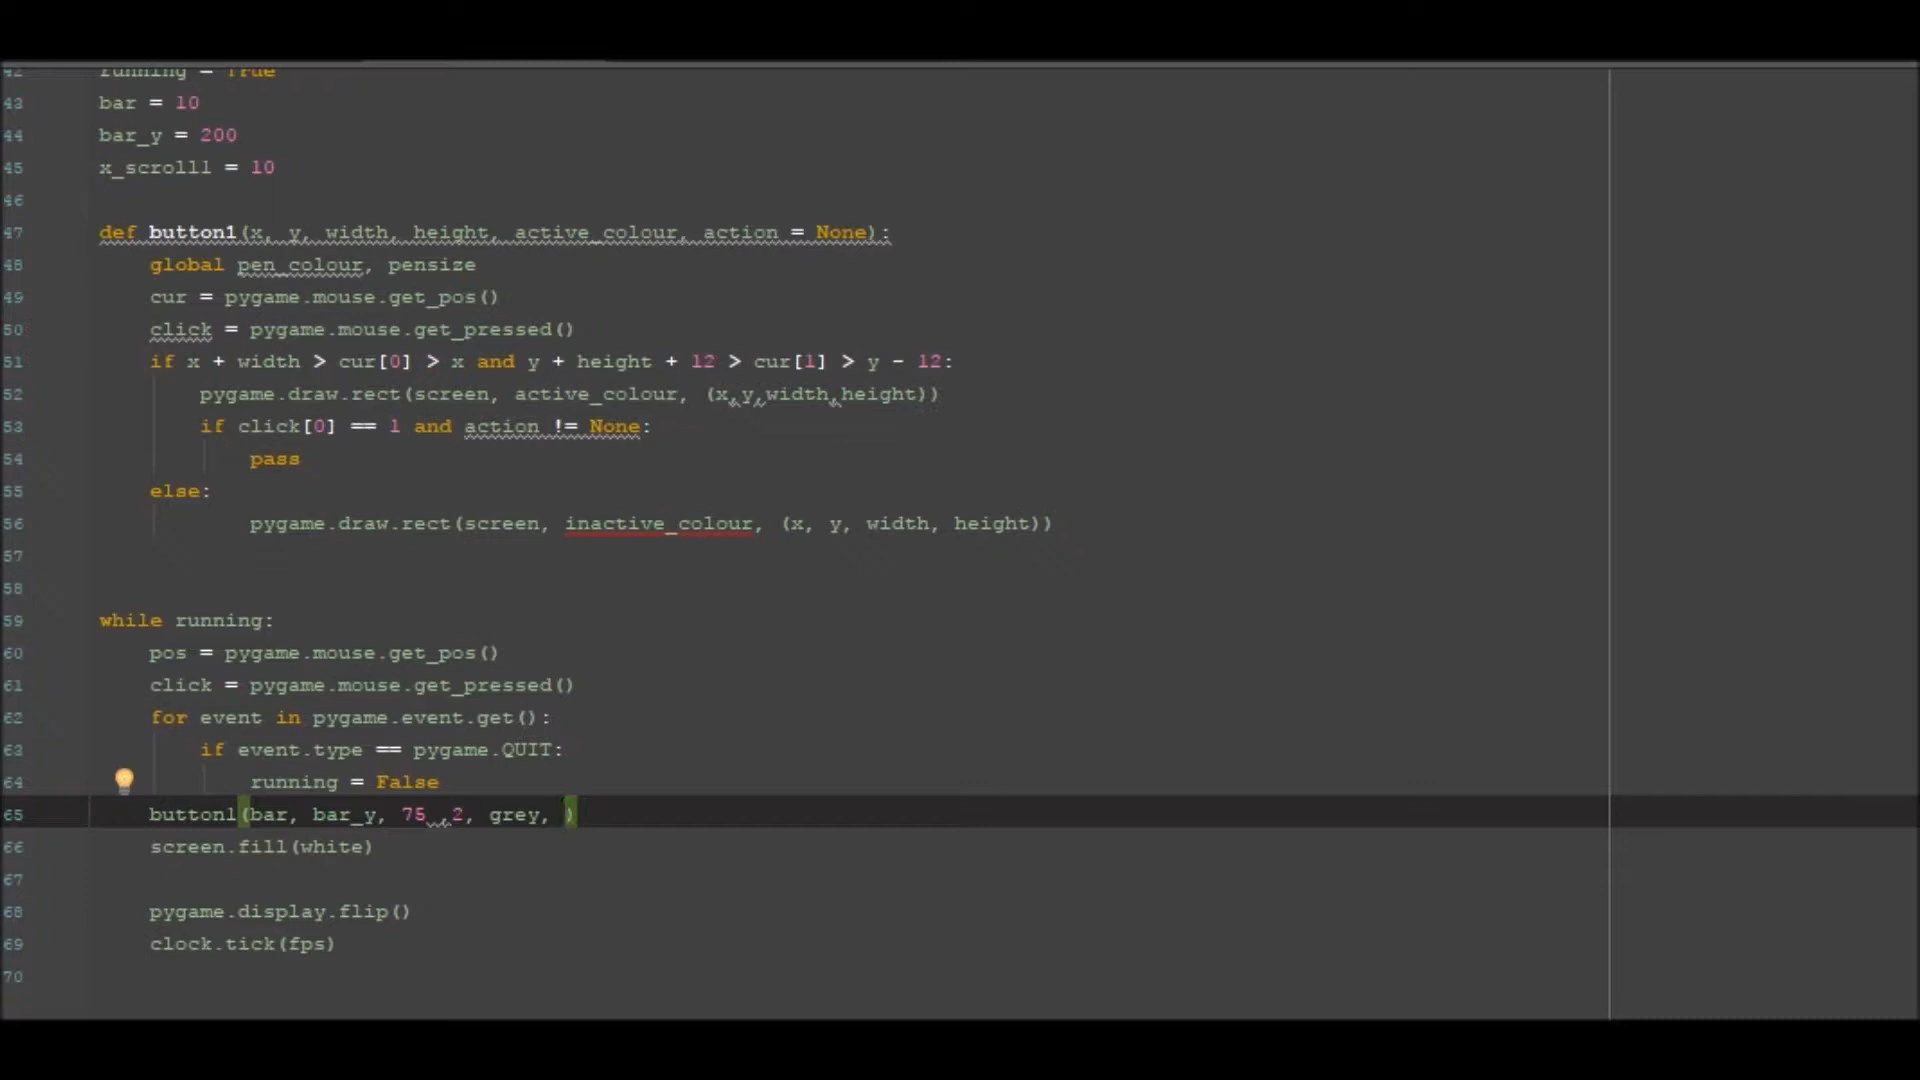 42 running = True
43 bar = 10
44 bar_y = 200
45 x_scroll1 = 10
46
47 def button1(x, y, width, height, active_colour, action = None):
48 global pen_colour, pensize
49 cur = pygame.mouse.get_pos()
50 click = pygame.mouse.get_pressed()
51 if x + width > cur[0] > x and y + height + 12 > cur[1] > y - 12:
52 pygame.draw.rect(screen, active_colour, (x,y,width,height))
53 if click[0] == 1 and action != None:
54 pass
55 else:
56 pygame.draw.rect(screen, inactive_colour, (x, y, width, height))
57
58
59 while running:
60 pos = pygame.mouse.get_pos()
61 click = pygame.mouse.get_pressed()
62 for event in pygame.event.get():
63 if event.type == pygame.QUIT:
64 running = False
65 button1(bar, bar_y, 75 ,2, grey, )
66 screen.fill(white)
67
68 pygame.display.flip()
69 clock.tick(fps)
70